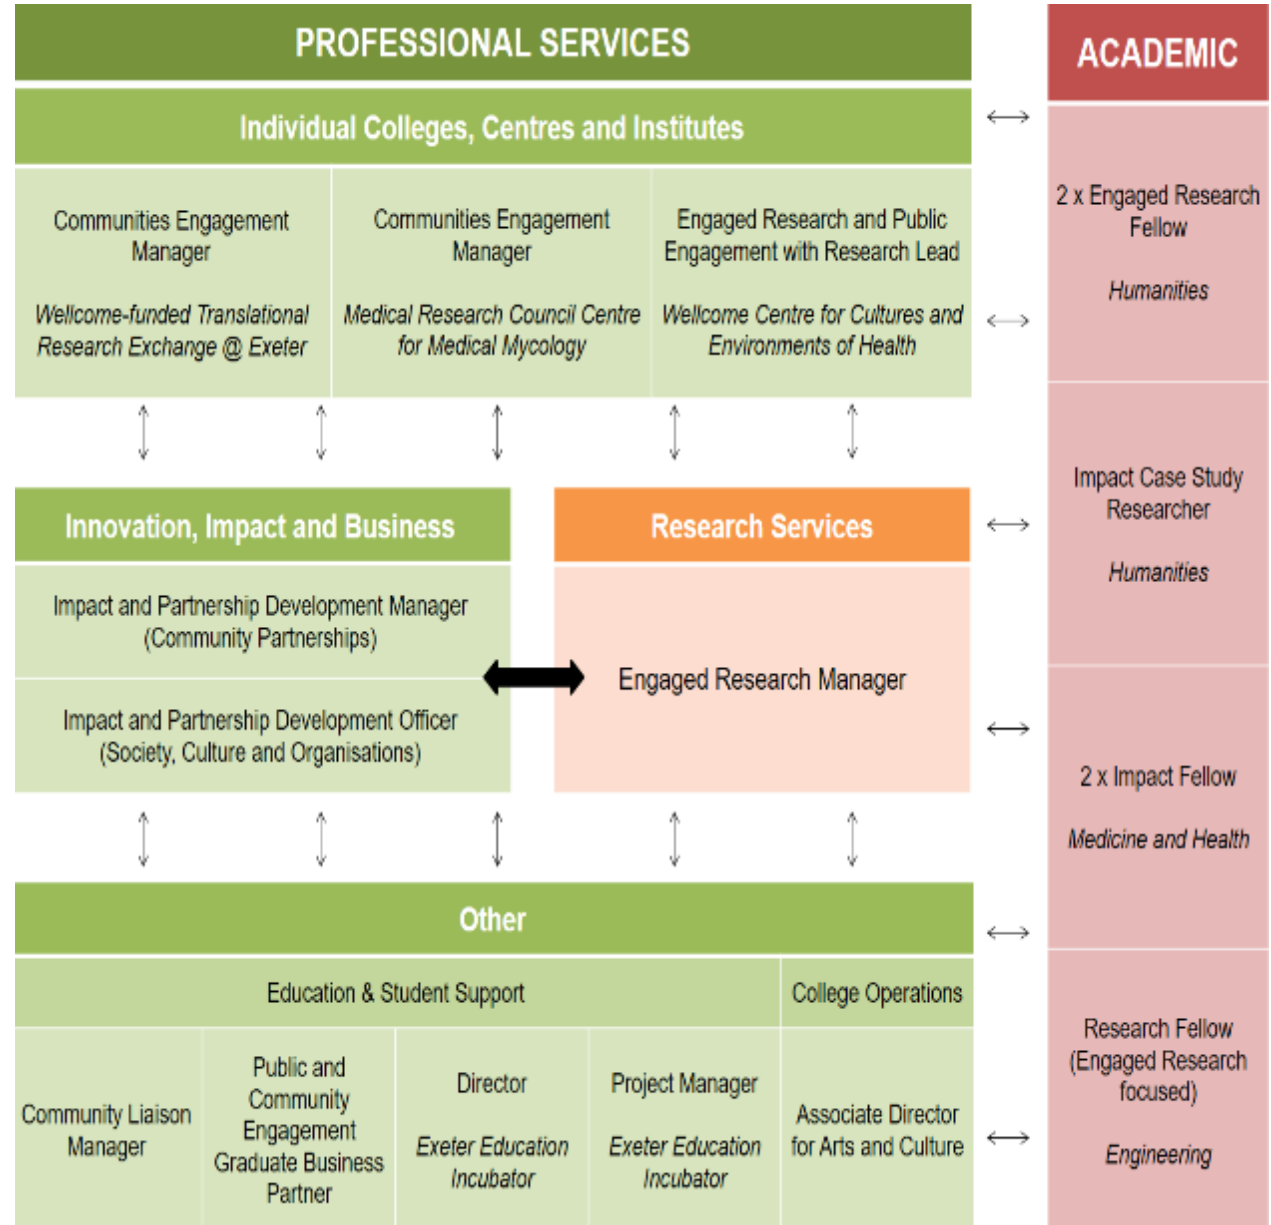 PROFESSIONAL SERVICES
Individual Colleges, Centres and Institutes
Communities Engagement
Manager
Wellcome-funded Translational
Research Exchange @ Exeter
Communities Engagement
Manager
Medical Research Council Centre
for Medical Mycology
Engaged Research and Public
Engagement with Research Lead
Wellcome Centre for Cultures and
Environments of Health
Innovation, Impact and Business
Impact and Partnership Development Manager
(Community Partnerships)
Impact and Partnership Development Officer
(Society, Culture and Organisations)
Research Services
Engaged Research Manager
Other
Education & Student Support
College Operations
Community Liaison
Manager
Public and
Community
Engagement
Graduate Business
Partner
Director
Exeter Education
Incubator
Project Manager
Exeter Education
Incubator
Associate Director
for Arts and Culture
ACADEMIC
2 x Engaged Research
Fellow
Humanities
Impact Case Study
Researcher
Humanities
2 x Impact Fellow
Medicine and Health
Research Fellow
(Engaged Research
focused)
Engineering